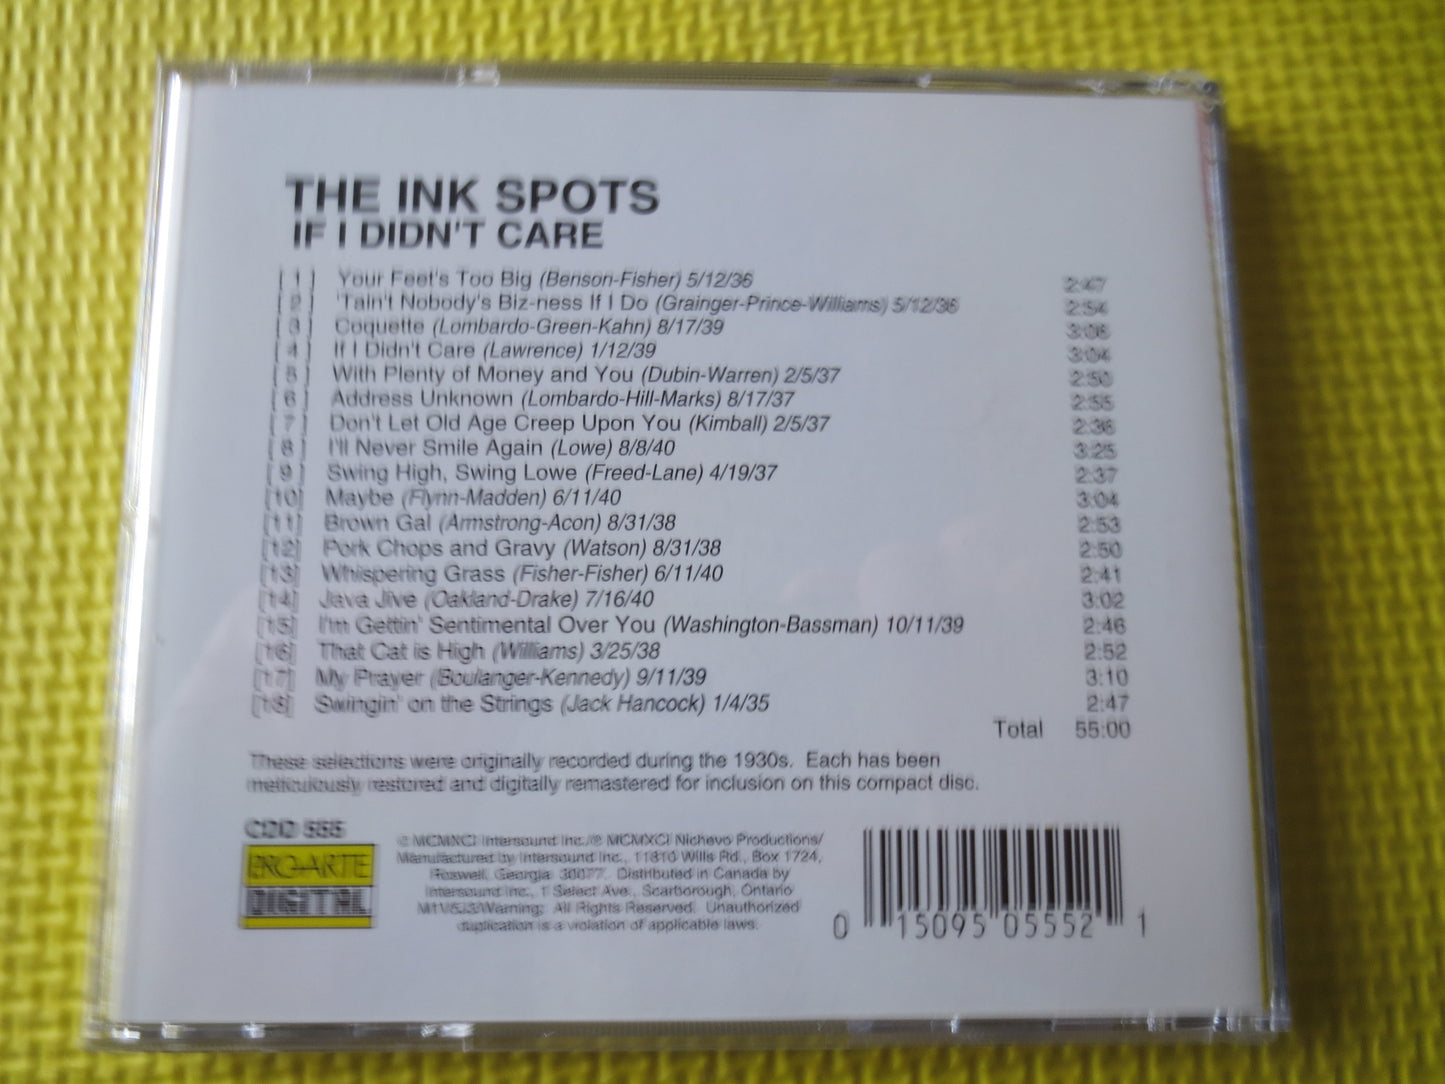 THE INK SPOTS
IF I DIDN'T CARE
[1] Your Feet's Too Big (Benson-Fisher) 5/12/36 2:47
[2] 'Tain't Nobody's Biz-ness If I Do (Grainger-Prince-Williams) 5/12/36 2:54
[3] Coquette (Lombardo-Green-Kahn) 8/17/39 3:06
[4] If I Didn't Care (Lawrence) 1/12/39 3:04
[5] With Plenty of Money and You (Dubin-Warren) 2/5/37 2:50
[6] Address Unknown (Lombardo-Hill-Marks) 8/17/37 2:55
[7] Don't Let Old Age Creep Upon You (Kimball) 2/5/37 2:36
[8] I'll Never Smile Again (Lowe) 8/8/40 3:25
[9] Swing High, Swing Lowe (Freed-Lane) 4/19/37 2:37
[10] Maybe (Flynn-Madden) 6/11/40 3:04
[11] Brown Gal (Armstrong-Acon) 8/31/38 2:53
[12] Pork Chops and Gravy (Watson) 8/31/38 2:50
[13] Whispering Grass (Fisher-Fisher) 6/11/40 2:41
[14] Java Jive (Oakland-Drake) 7/16/40 3:02
[15] I'm Gettin' Sentimental Over You (Washington-Bassman) 10/11/39 2:46
[16] That Cat is High (Williams) 3/25/38 2:52
[17] My Prayer (Boulanger-Kennedy) 9/11/39 3:10
[18] Swingin' on the Strings (Jack Hancock) 1/4/35 2:47
Total 55:00
These selections were originally recorded during the 1930s. Each has been
meticulously restored and digitally remastered for inclusion on this compact disc.
CDD 555
PRO-ARTE
DIGITAL
© MCMXCI Intersound Inc./℗ MCMXCI Nichevo Productions/
Manufactured by Intersound Inc., 11810 Wills Rd., Box 1724,
Roswell, Georgia 30077. Distributed in Canada by
Intersound Inc., 1 Select Ave., Scarborough, Ontario
M1V5J3/Warning: All Rights Reserved. Unauthorized
duplication is a violation of applicable laws.
0 15095 05552 1